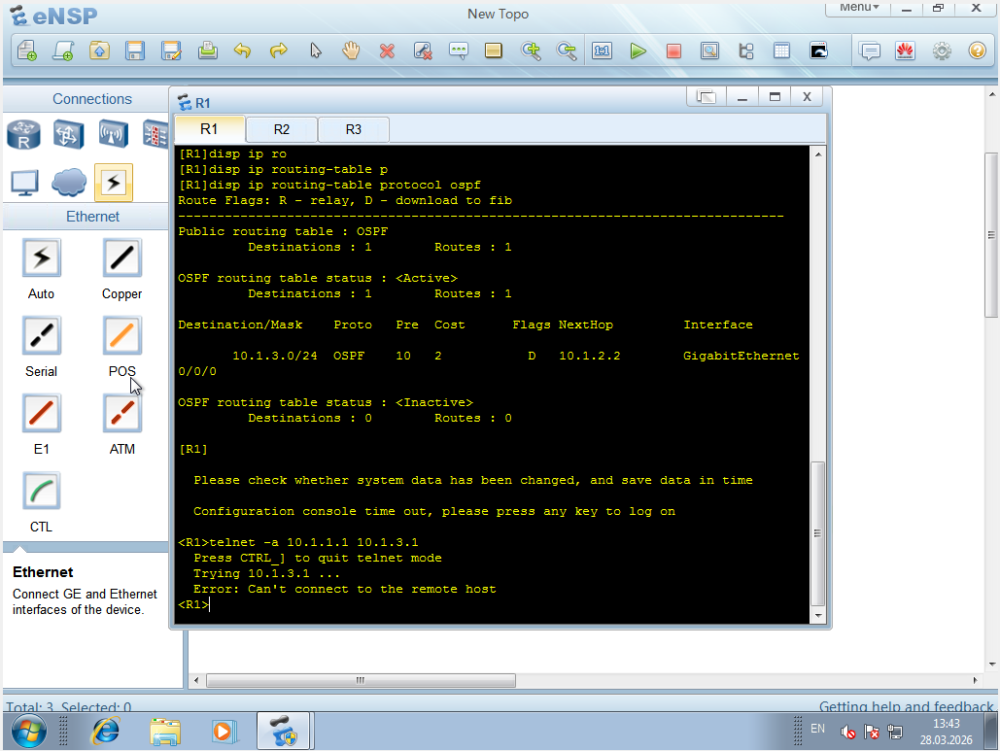 eNSP
New Topo
Menu
Connections
R
Ethernet
Auto
Copper
Serial
POS
E1
ATM
CTL
Ethernet
Connect GE and Ethernet
interfaces of the device.
R1
R1
R2
R3
[R1]disp ip ro
[R1]disp ip routing-table p
[R1]disp ip routing-table protocol ospf
Route Flags: R - relay, D - download to fib
------------------------------------------------------------------------------
Public routing table : OSPF
         Destinations : 1        Routes : 1
OSPF routing table status : <Active>
         Destinations : 1        Routes : 1
Destination/Mask    Proto   Pre  Cost      Flags NextHop         Interface
       10.1.3.0/24  OSPF    10   2           D   10.1.2.2        GigabitEthernet
0/0/0
OSPF routing table status : <Inactive>
         Destinations : 0        Routes : 0
[R1]
  Please check whether system data has been changed, and save data in time
  Configuration console time out, please press any key to log on
<R1>telnet -a 10.1.1.1 10.1.3.1
  Press CTRL_] to quit telnet mode
  Trying 10.1.3.1 ...
  Error: Can't connect to the remote host
<R1>
Total: 3 Selected: 0
Getting help and feedback
EN
13:43
28.03.2026